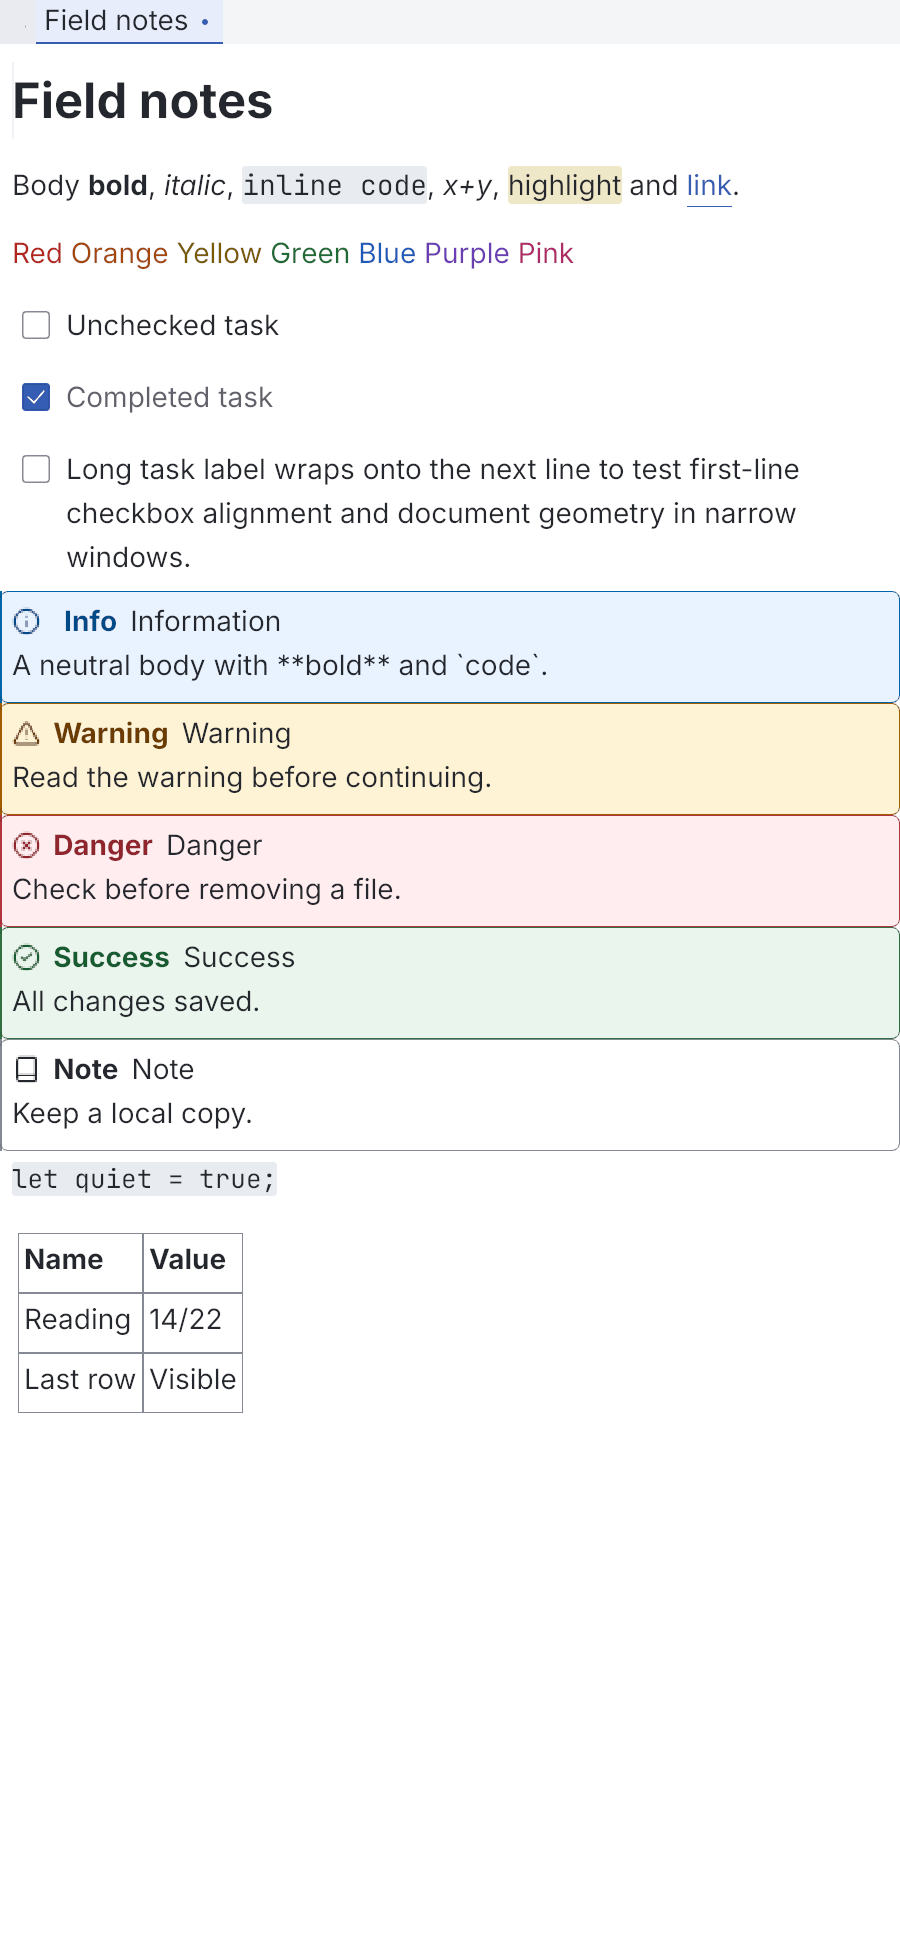 Field notes •
Field notes
Body bold, italic, inline code, x+y, highlight and link.
Red Orange Yellow Green Blue Purple Pink
Unchecked task
Completed task
Long task label wraps onto the next line to test first-line
checkbox alignment and document geometry in narrow
windows.
Info Information
A neutral body with **bold** and `code`.
Warning Warning
Read the warning before continuing.
Danger Danger
Check before removing a file.
Success Success
All changes saved.
Note Note
Keep a local copy.
let quiet = true;
Name Value
Reading 14/22
Last row Visible